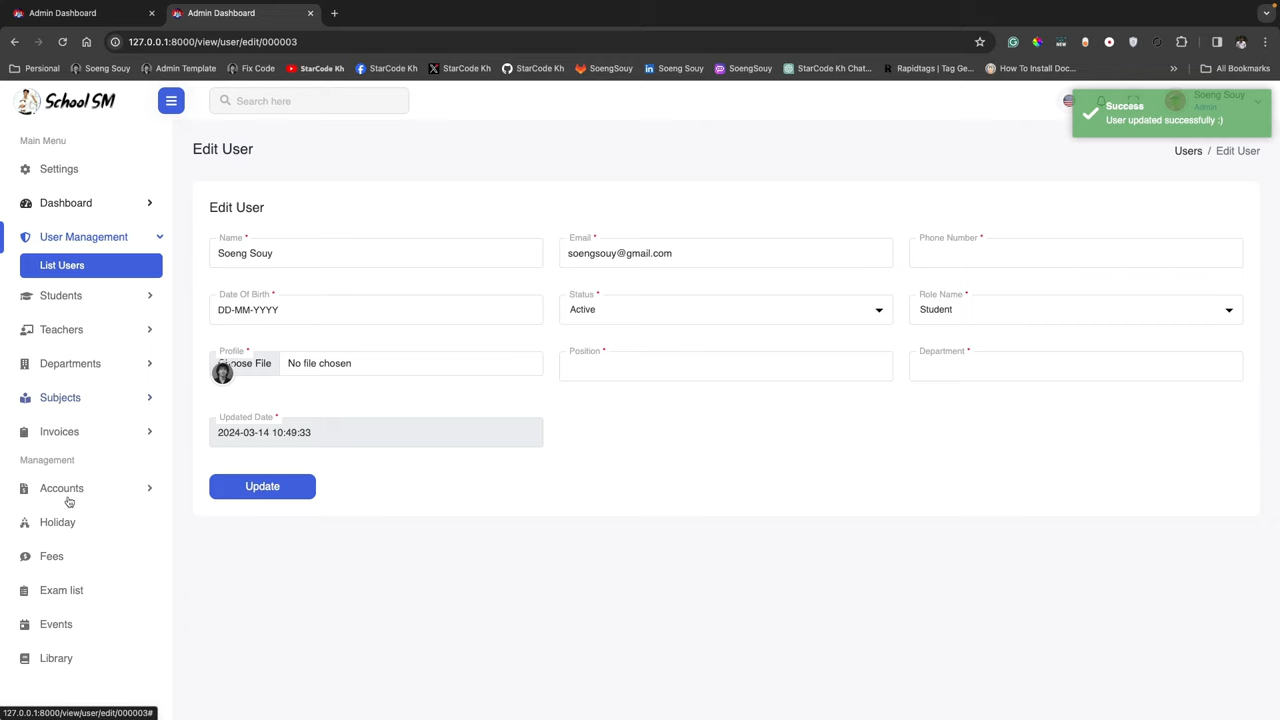 Admin Dashboard
Admin Dashboard
127.0.0.1:8000/view/user/edit/000003
Personal
Soeng Souy
Admin Template
Fix Code
StarCode Kh
StarCode Kh
StarCode Kh
StarCode Kh
SoengSouy
Soeng Souy
SoengSouy
StarCode Kh Chat...
Rapidtags | Tag Ge...
How To Install Doc...
All Bookmarks
School SM
Search here
Soeng Souy
Admin
Success
User updated successfully :)
Main Menu
Settings
Dashboard
User Management
List Users
Students
Teachers
Departments
Subjects
Invoices
Management
Accounts
Holiday
Fees
Exam list
Events
Library
Edit User
Users / Edit User
Edit User
Name *
Soeng Souy
Email *
soengsouy@gmail.com
Phone Number *
Date Of Birth *
DD-MM-YYYY
Status *
Active
Role Name *
Student
Profile *
Choose File No file chosen
Position *
Department *
Updated Date *
2024-03-14 10:49:33
Update
127.0.0.1:8000/view/user/edit/000003#